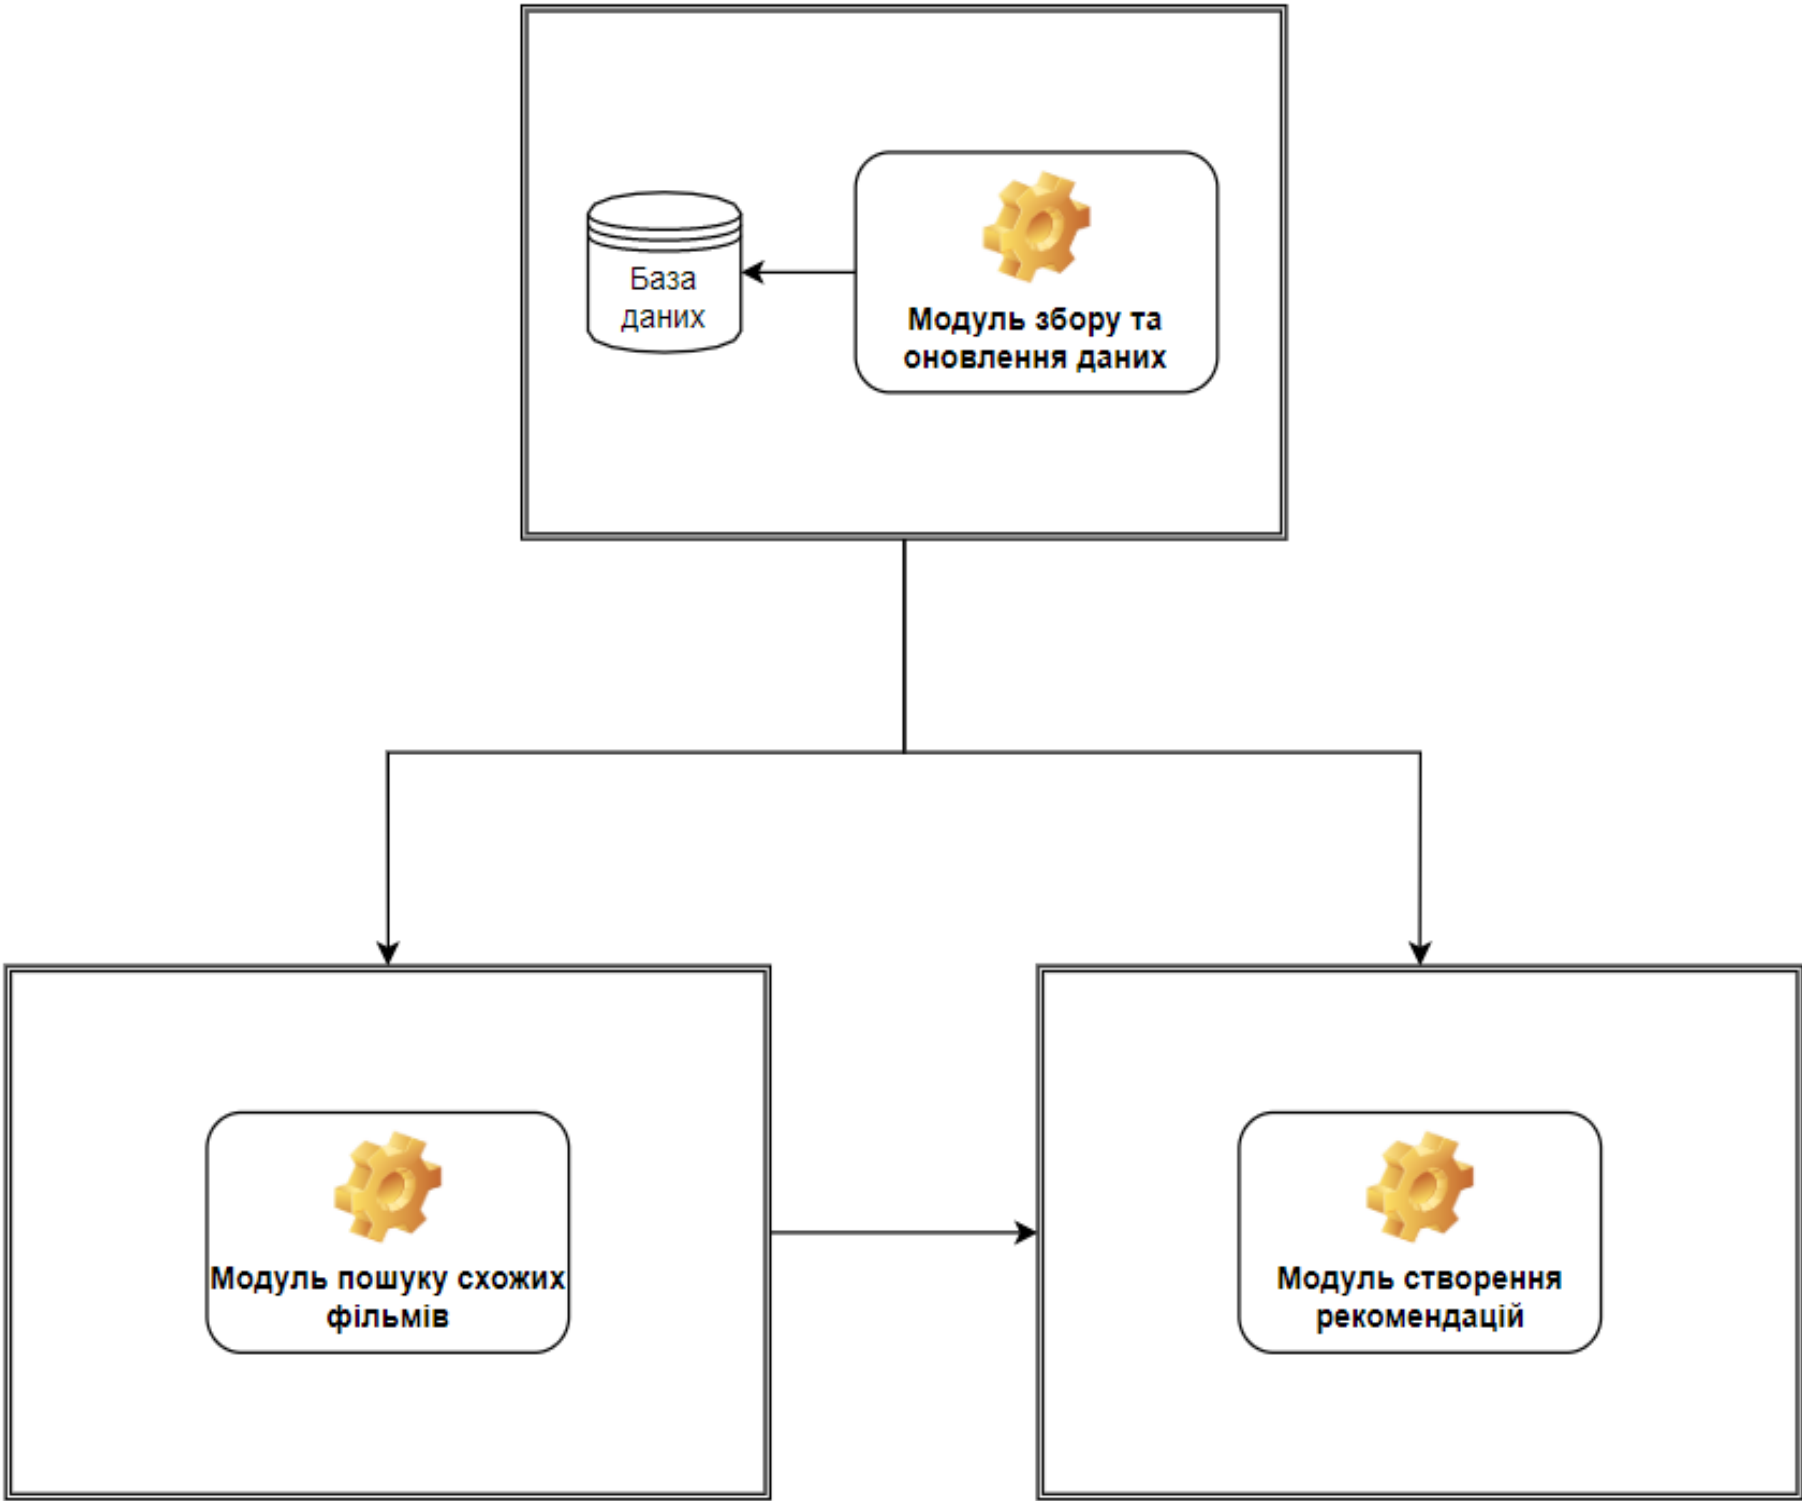 База
даних
Модуль збору та
оновлення даних
Модуль пошуку схожих
фільмів
Модуль створення
рекомендацій